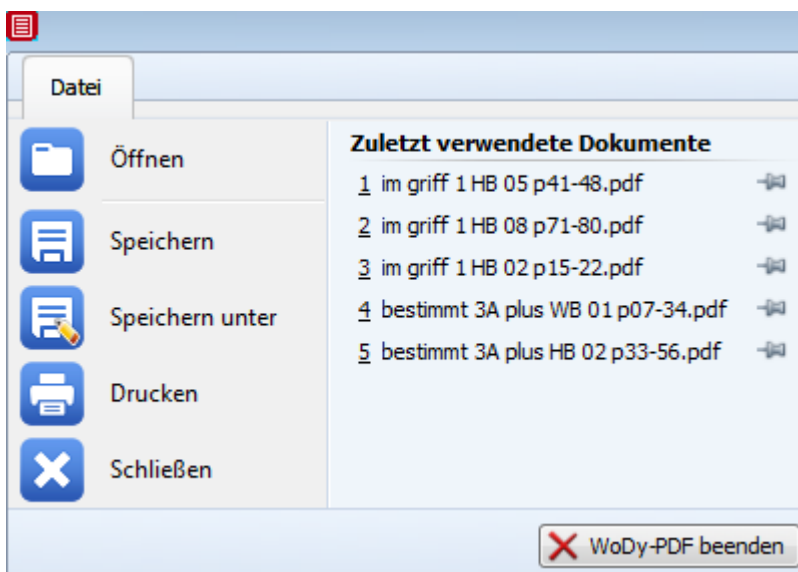 Datei
Öffnen
Speichern
Speichern unter
Drucken
Schließen
Zuletzt verwendete Dokumente
1 im griff 1 HB 05 p41-48.pdf
2 im griff 1 HB 08 p71-80.pdf
3 im griff 1 HB 02 p15-22.pdf
4 bestimmt 3A plus WB 01 p07-34.pdf
5 bestimmt 3A plus HB 02 p33-56.pdf
WoDy-PDF beenden